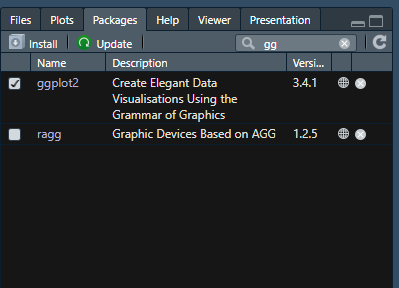 Files Plots Packages Help Viewer Presentation
Install Update gg
Name Description Versi...
ggplot2 Create Elegant Data 3.4.1
Visualisations Using the
Grammar of Graphics
ragg Graphic Devices Based on AGG 1.2.5